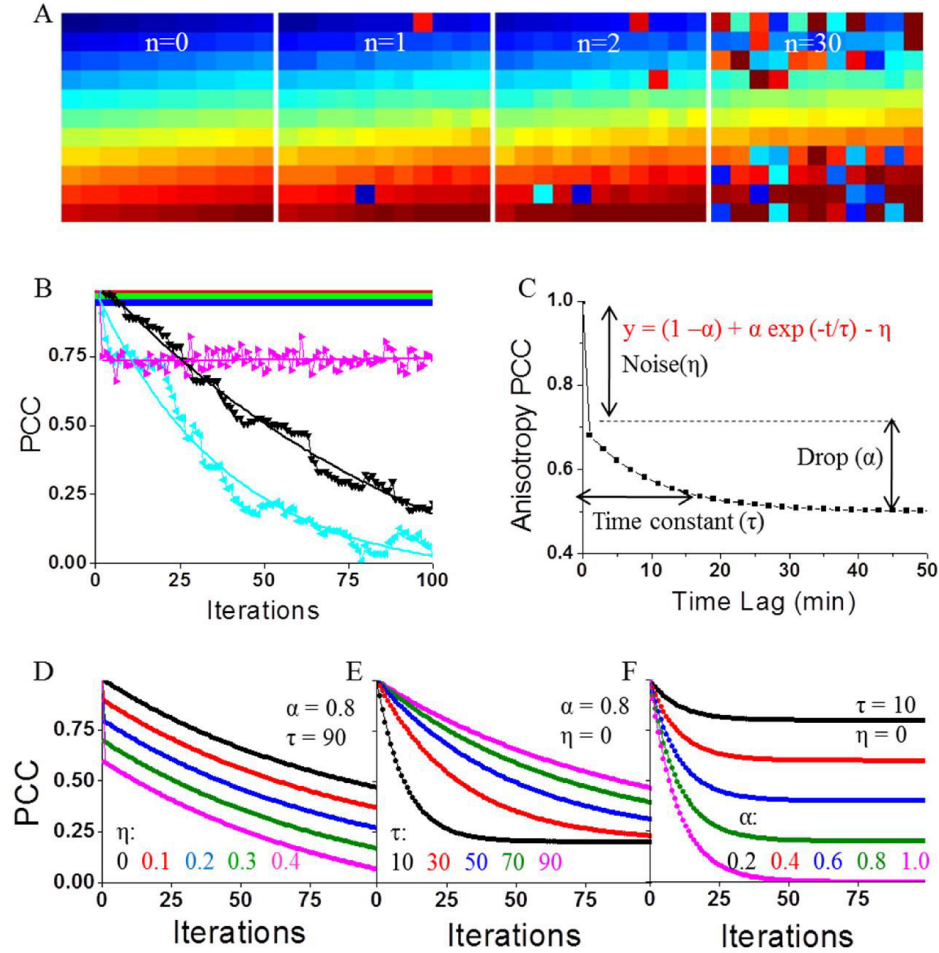 A
n=0
n=1
n=2
n=30
B
PCC
0.75
0.50
0.25
0.00
0
25
50
75
100
Iterations
C
Anisotropy PCC
1.0
0.8
0.6
0.4
y = (1 –α) + α exp (-t/τ) - η
Noise(η)
Drop (α)
Time constant (τ)
0
10
20
30
40
50
Time Lag (min)
D
PCC
0.75
0.50
0.25
0.00
α = 0.8
τ = 90
η:
0 0.1 0.2 0.3 0.4
0
25
50
75
Iterations
E
α = 0.8
η = 0
τ:
10 30 50 70 90
0
25
50
75
Iterations
F
τ = 10
η = 0
α:
0.2 0.4 0.6 0.8 1.0
0
25
50
75
Iterations